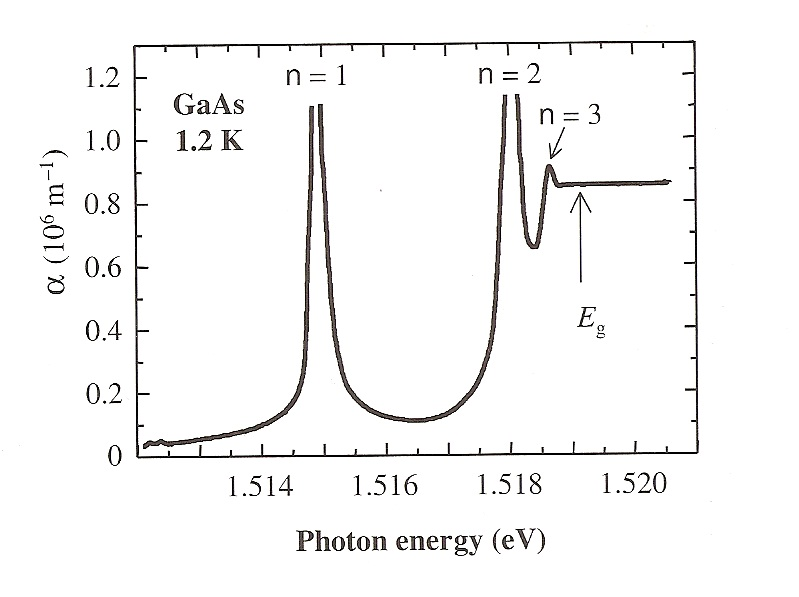 n = 1
n = 2
n = 3
GaAs
1.2 K
E_g
α (10⁶ m⁻¹)
1.2
1.0
0.8
0.6
0.4
0.2
0
1.514
1.516
1.518
1.520
Photon energy (eV)